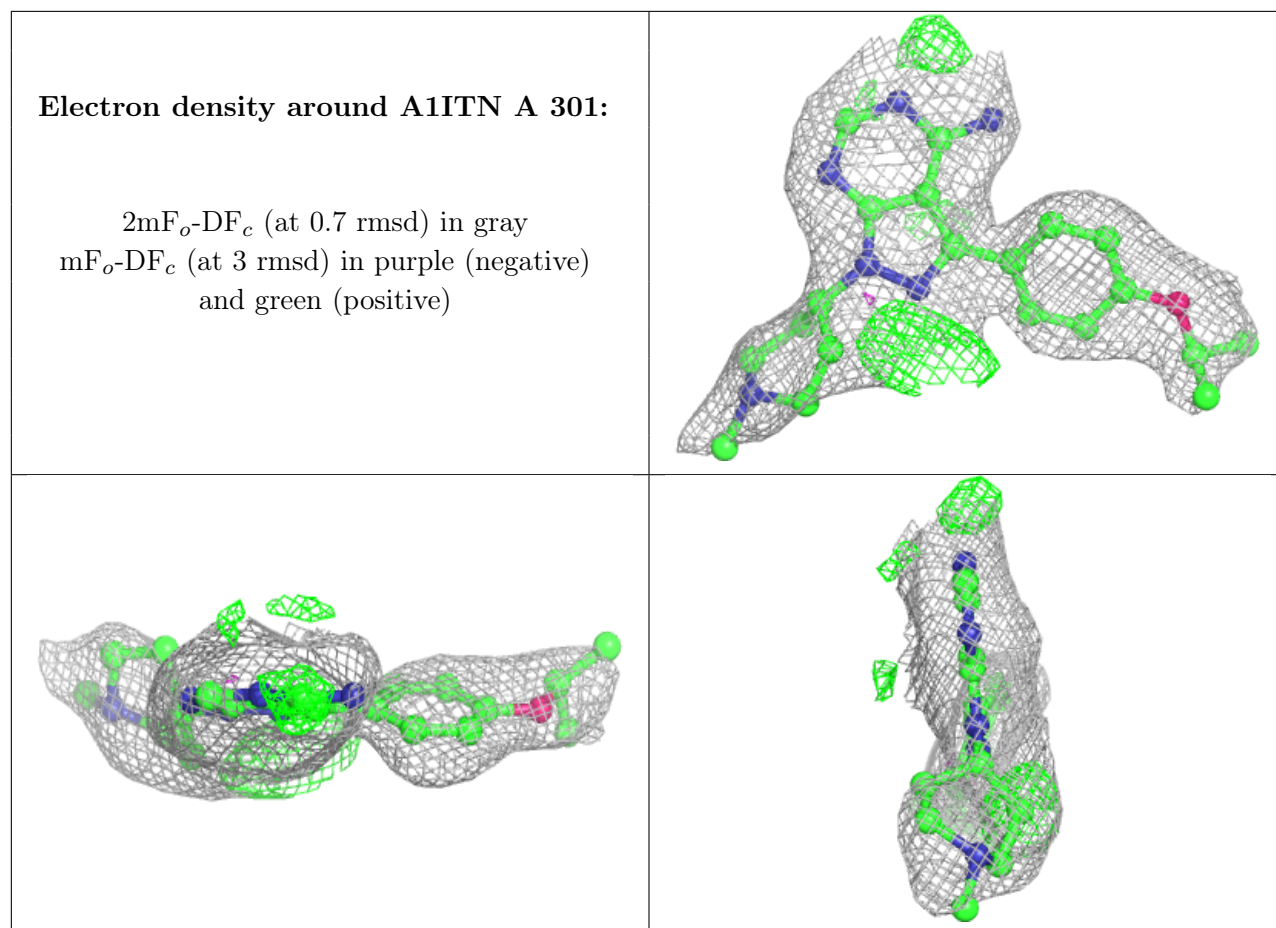 Electron density around A1ITN A 301:
2mFₒ-DF𝒸 (at 0.7 rmsd) in gray
mFₒ-DF𝒸 (at 3 rmsd) in purple (negative)
and green (positive)